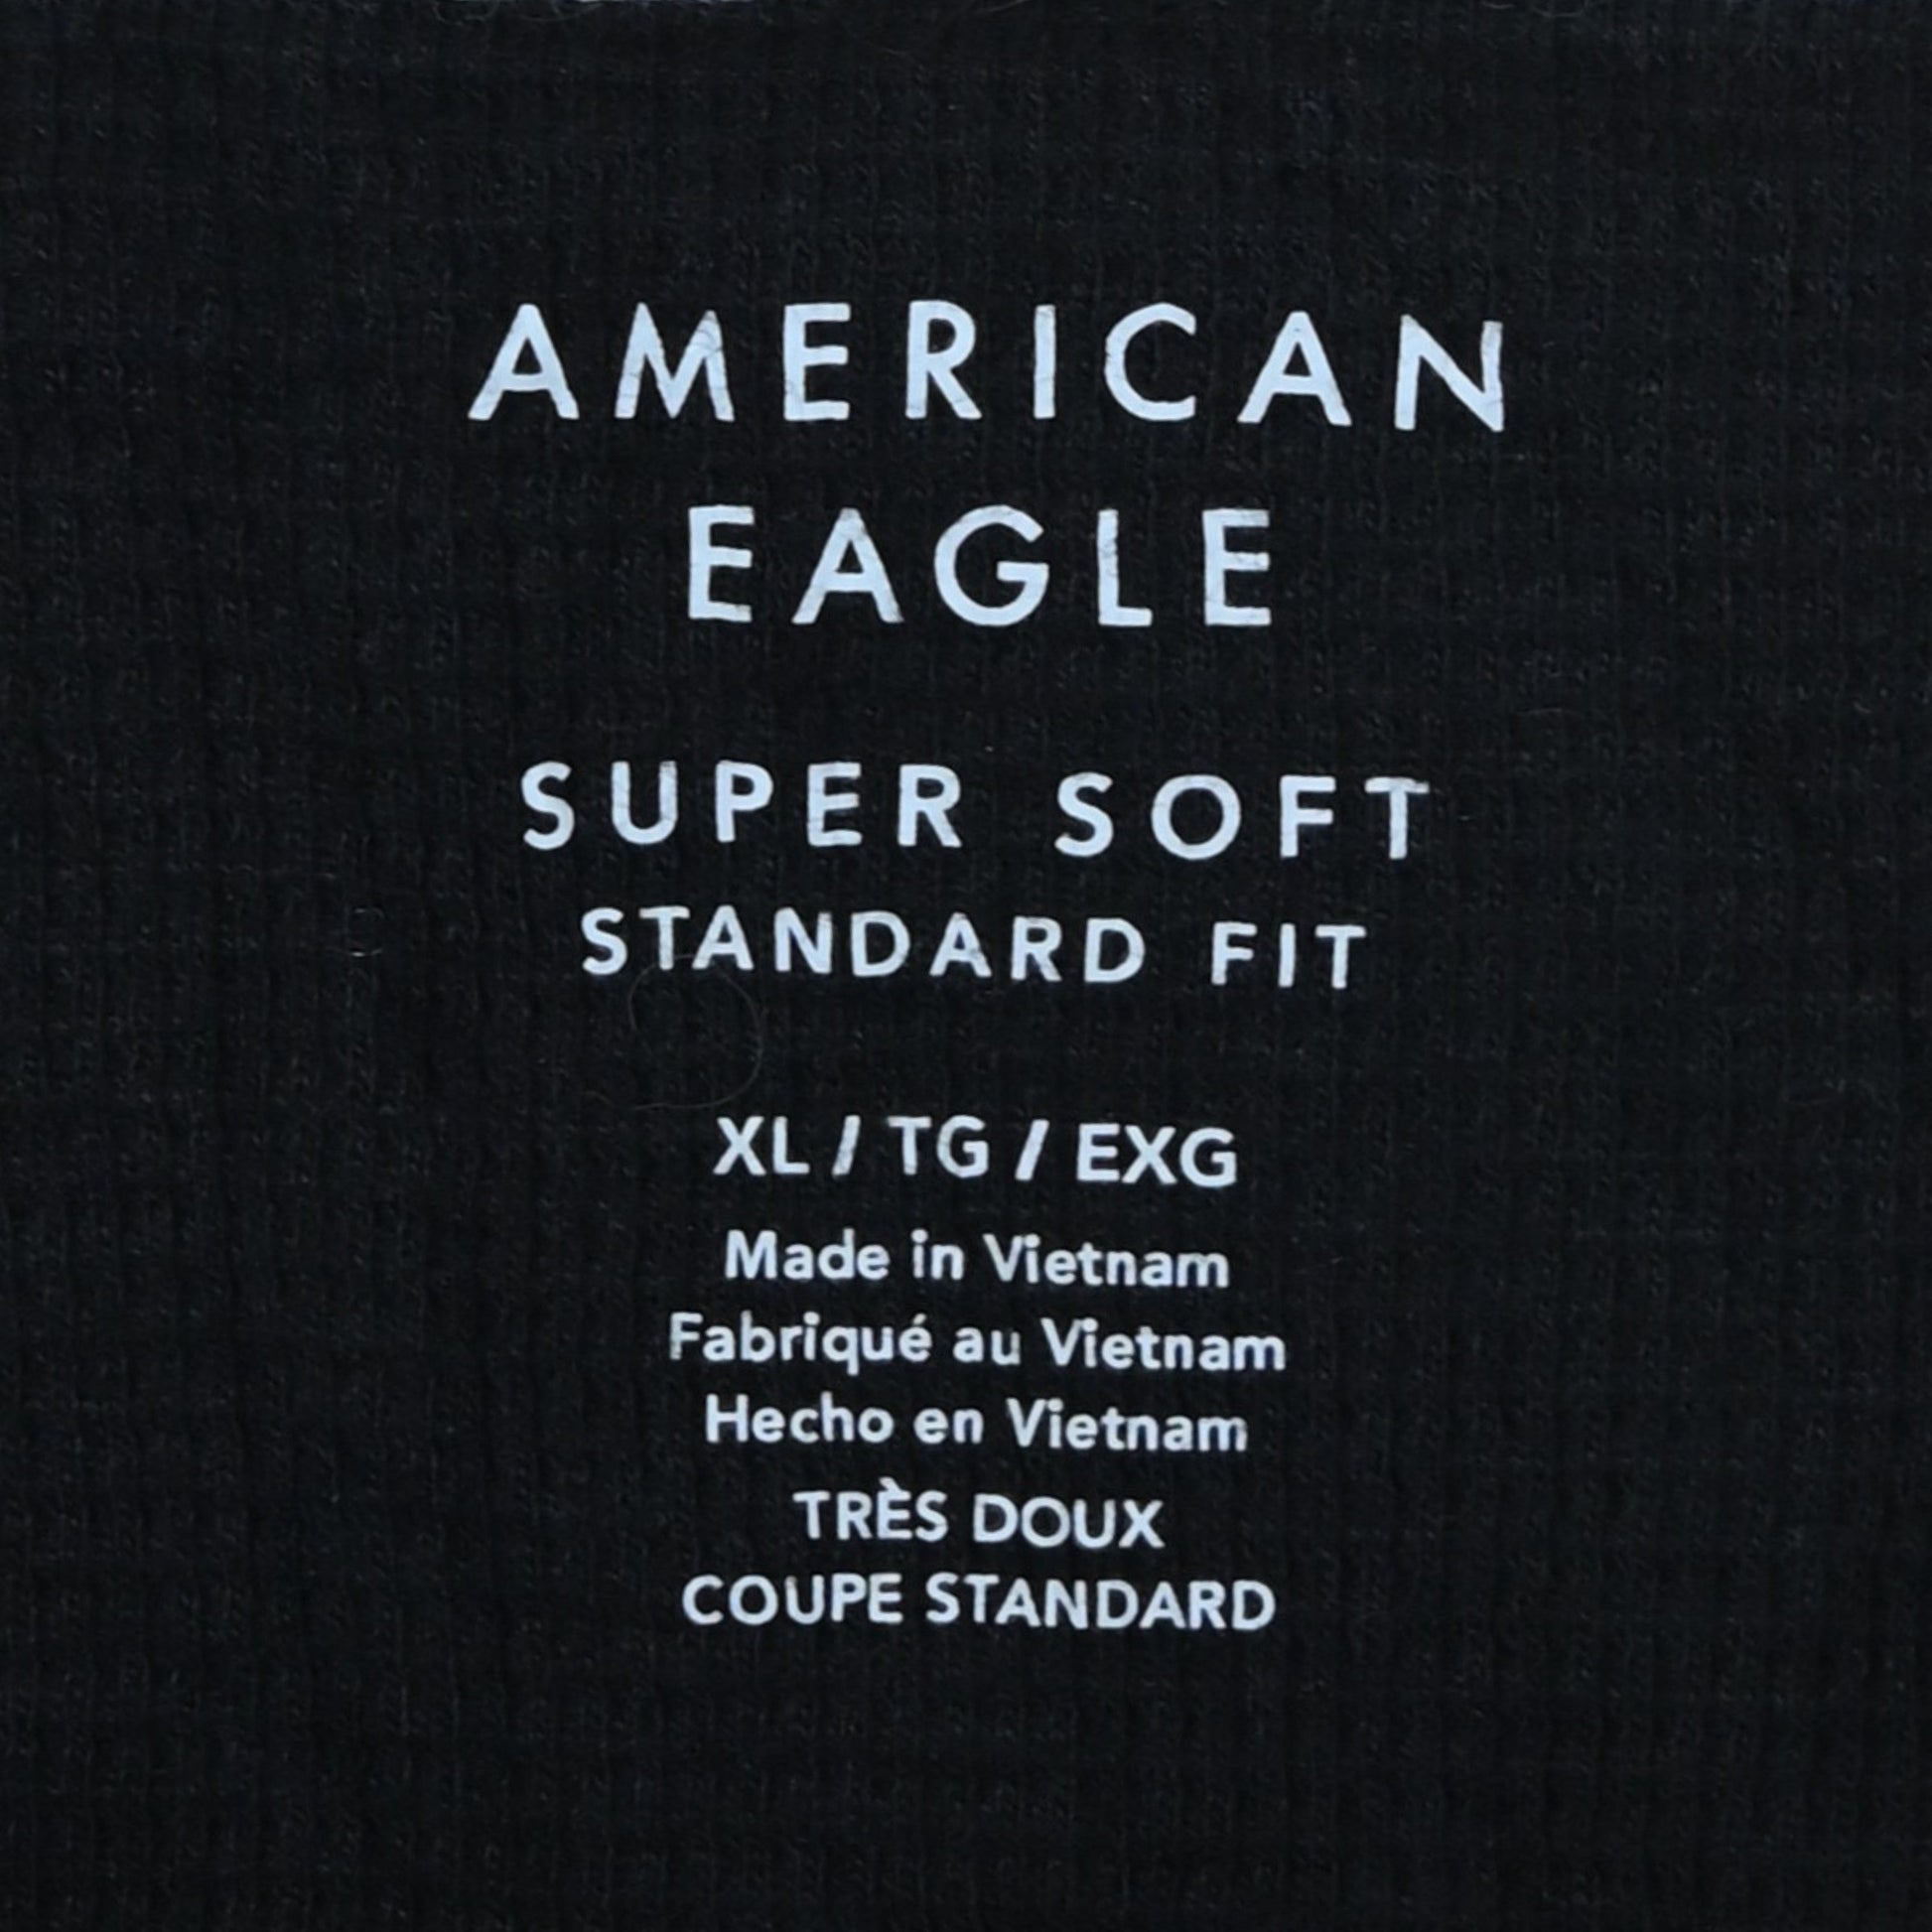 AMERICAN
EAGLE
SUPER SOFT
STANDARD FIT
XL / TG / EXG
Made in Vietnam
Fabriqué au Vietnam
Hecho en Vietnam
TRÈS DOUX
COUPE STANDARD